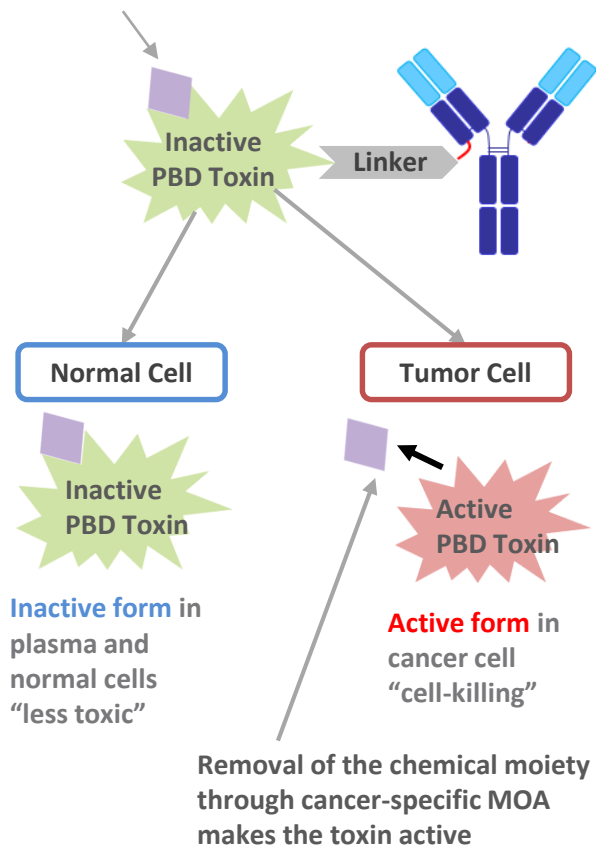 Inactive
PBD Toxin
Linker
Normal Cell
Tumor Cell
Inactive
PBD Toxin
Active
PBD Toxin
Inactive form in
plasma and
normal cells
“less toxic”
Active form in
cancer cell
“cell-killing”
Removal of the chemical moiety
through cancer-specific MOA
makes the toxin active